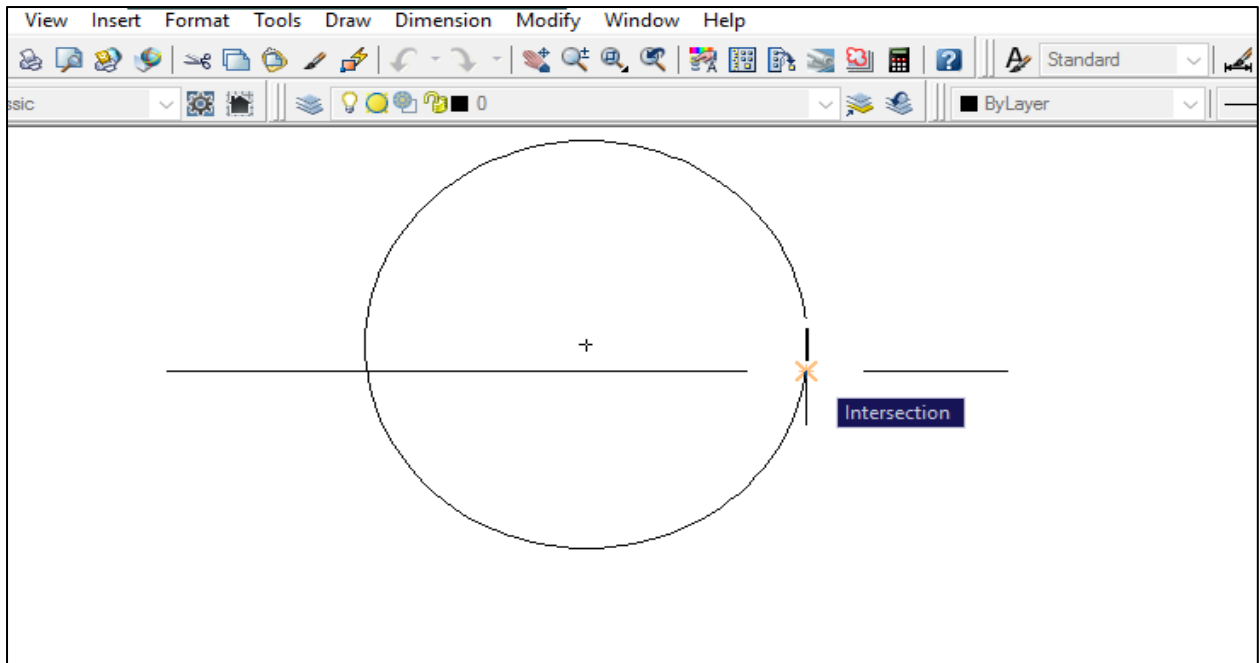 View Insert Format Tools Draw Dimension Modify Window Help
Standard
ssic 0 ByLayer
Intersection